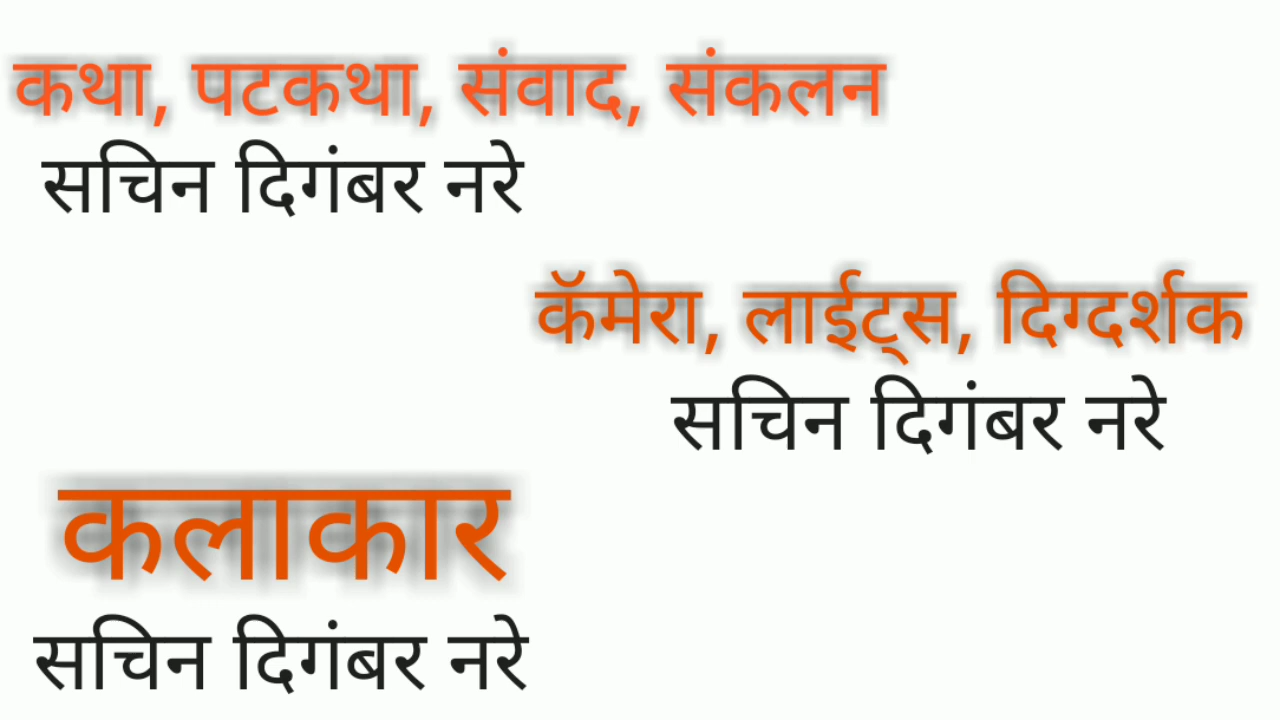 कथा, पटकथा, संवाद, संकलन
सचिन दिगंबर नरे
कॅमेरा, लाईट्स, दिग्दर्शक
सचिन दिगंबर नरे
कलाकार
सचिन दिगंबर नरे